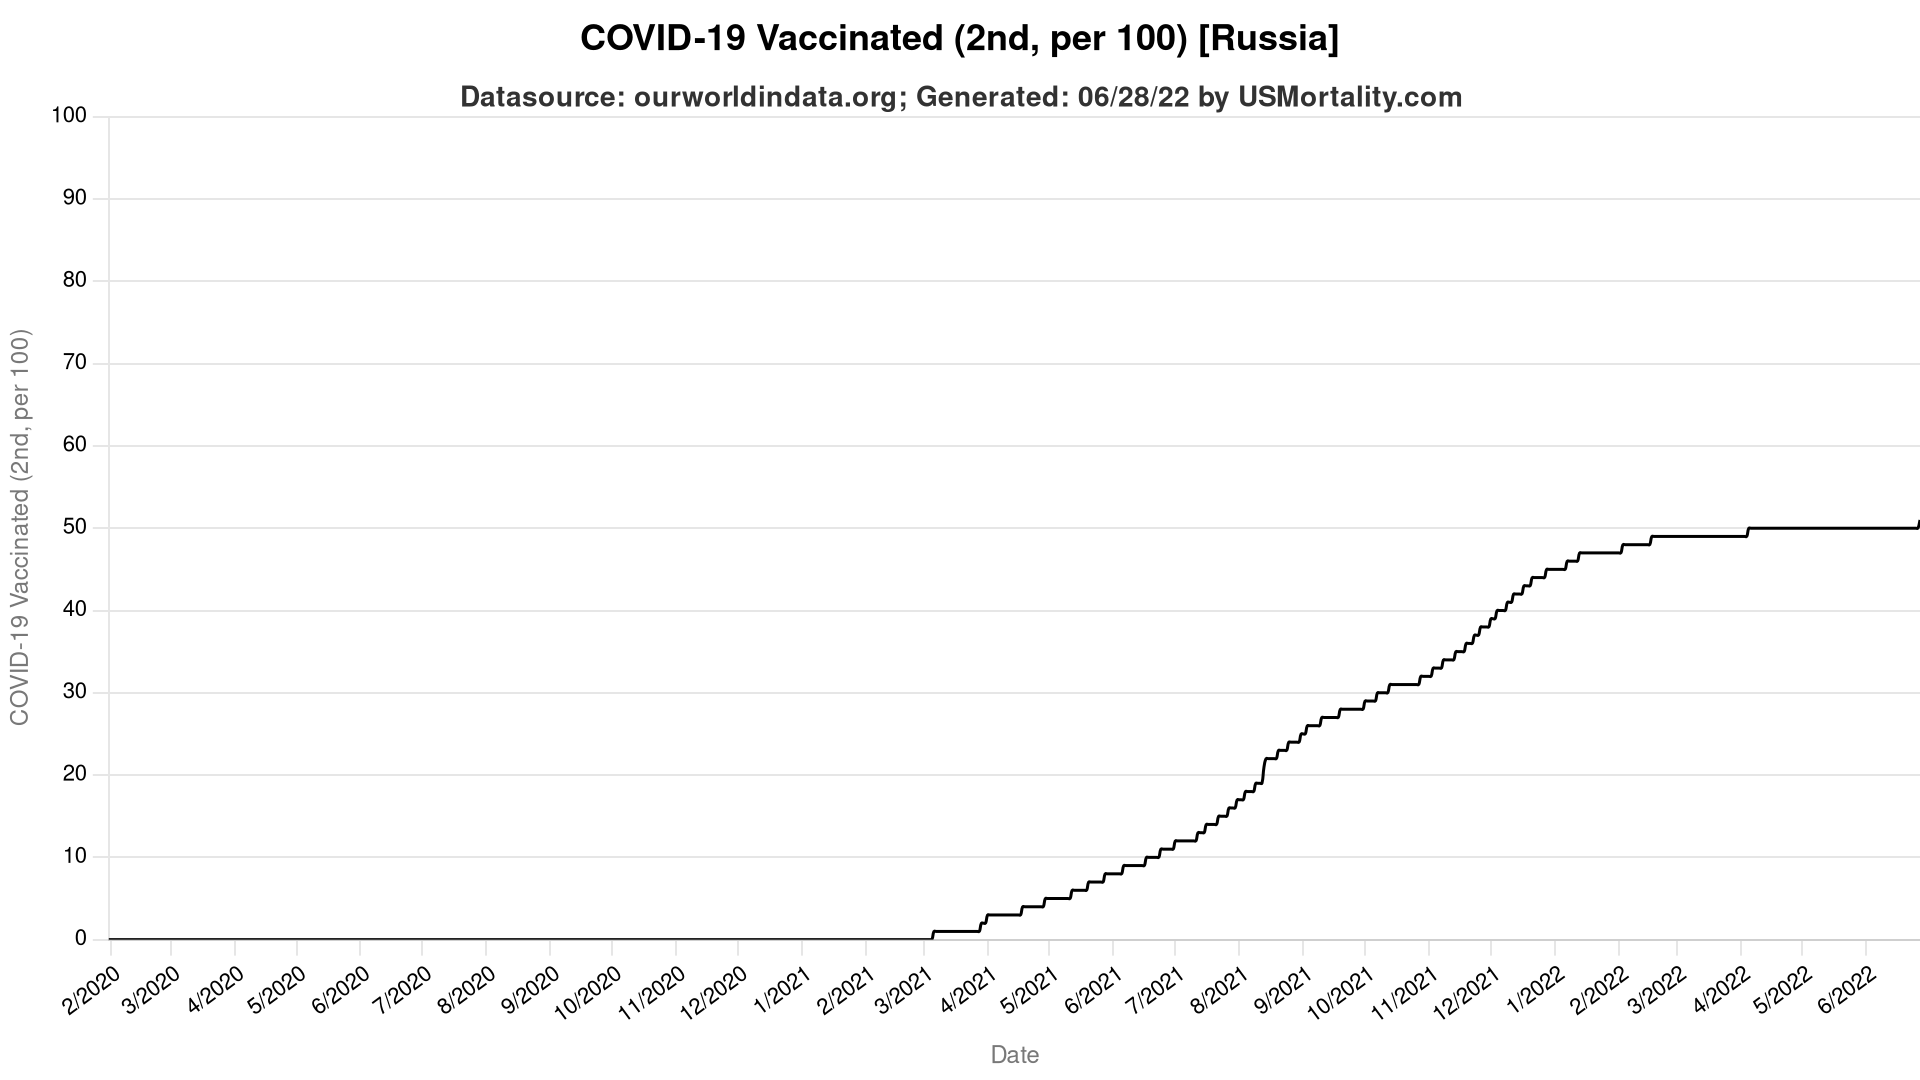 COVID-19 Vaccinated (2nd, per 100) [Russia]
Datasource: ourworldindata.org; Generated: 06/28/22 by USMortality.com
100
90
80
70
60
50
40
30
20
10
0
COVID-19 Vaccinated (2nd, per 100)
2/2020 3/2020 4/2020 5/2020 6/2020 7/2020 8/2020 9/2020 10/2020 11/2020 12/2020 1/2021 2/2021 3/2021 4/2021 5/2021 6/2021 7/2021 8/2021 9/2021 10/2021 11/2021 12/2021 1/2022 2/2022 3/2022 4/2022 5/2022 6/2022
Date